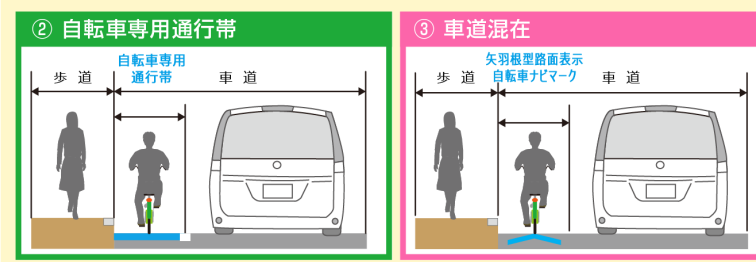 ② 自転車専用通行帯
自転車専用
通行帯
歩道
車道
③ 車道混在
矢羽根型路面表示
自転車ナビマーク
歩道
車道